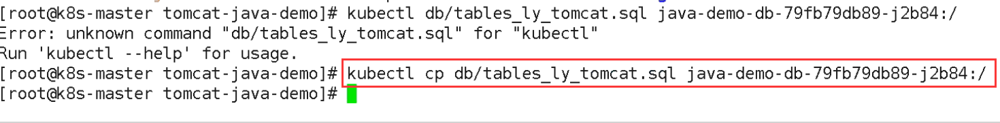 [root@k8s-master tomcat-java-demo]# kubectl db/tables_ly_tomcat.sql java-demo-db-79fb79db89-j2b84:/
Error: unknown command "db/tables_ly_tomcat.sql" for "kubectl"
Run 'kubectl --help' for usage.
[root@k8s-master tomcat-java-demo]# kubectl cp db/tables_ly_tomcat.sql java-demo-db-79fb79db89-j2b84:/
[root@k8s-master tomcat-java-demo]#